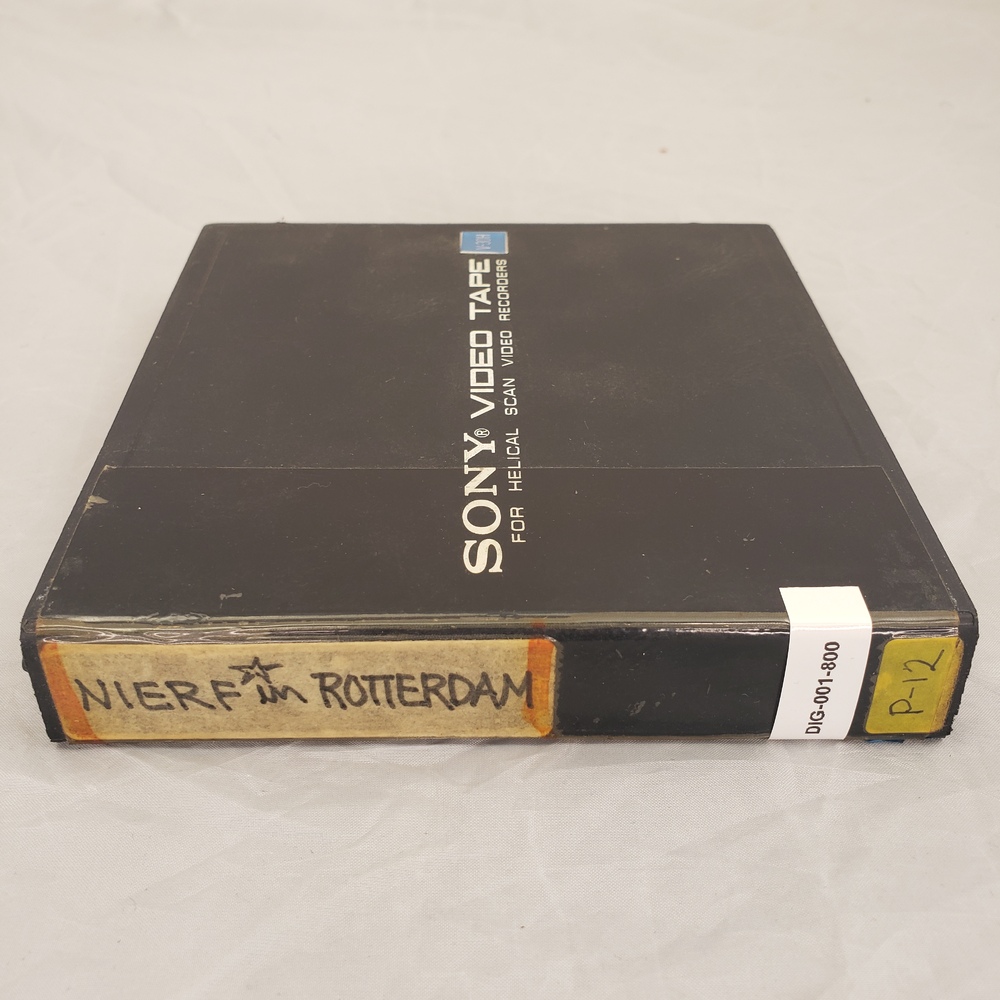 SONY® VIDEO TAPE
FOR HELICAL SCAN VIDEO RECORDERS
NIERF☆in ROTTERDAM
DIG-001-800
P-12